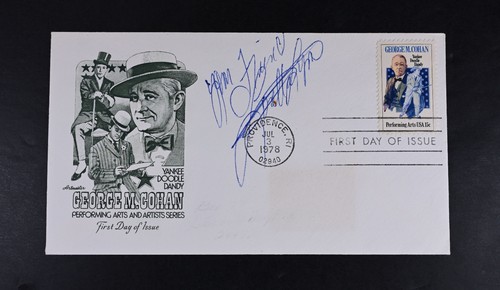 YANKEE
DOODLE
DANDY
Artmaster
GEORGE M. COHAN
PERFORMING ARTS AND ARTISTS SERIES
First Day of Issue
PROVIDENCE, RI
JUL
3
1978
02940
GEORGE M. COHAN
Yankee
Doodle
Dandy
Performing Arts USA 15c
FIRST DAY OF ISSUE